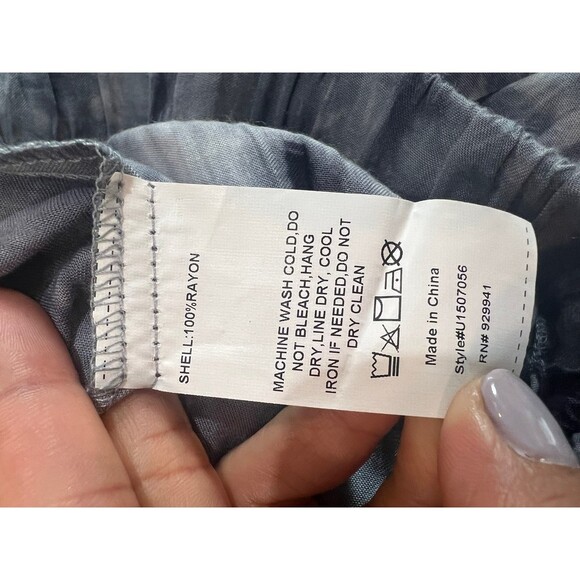 SHELL:100%RAYON
MACHINE WASH COLD,DO
NOT BLEACH,HANG
DRY,LINE DRY, COOL
IRON IF NEEDED,DO NOT
DRY CLEAN
Made in China
Style#U1507056
RN# 929941